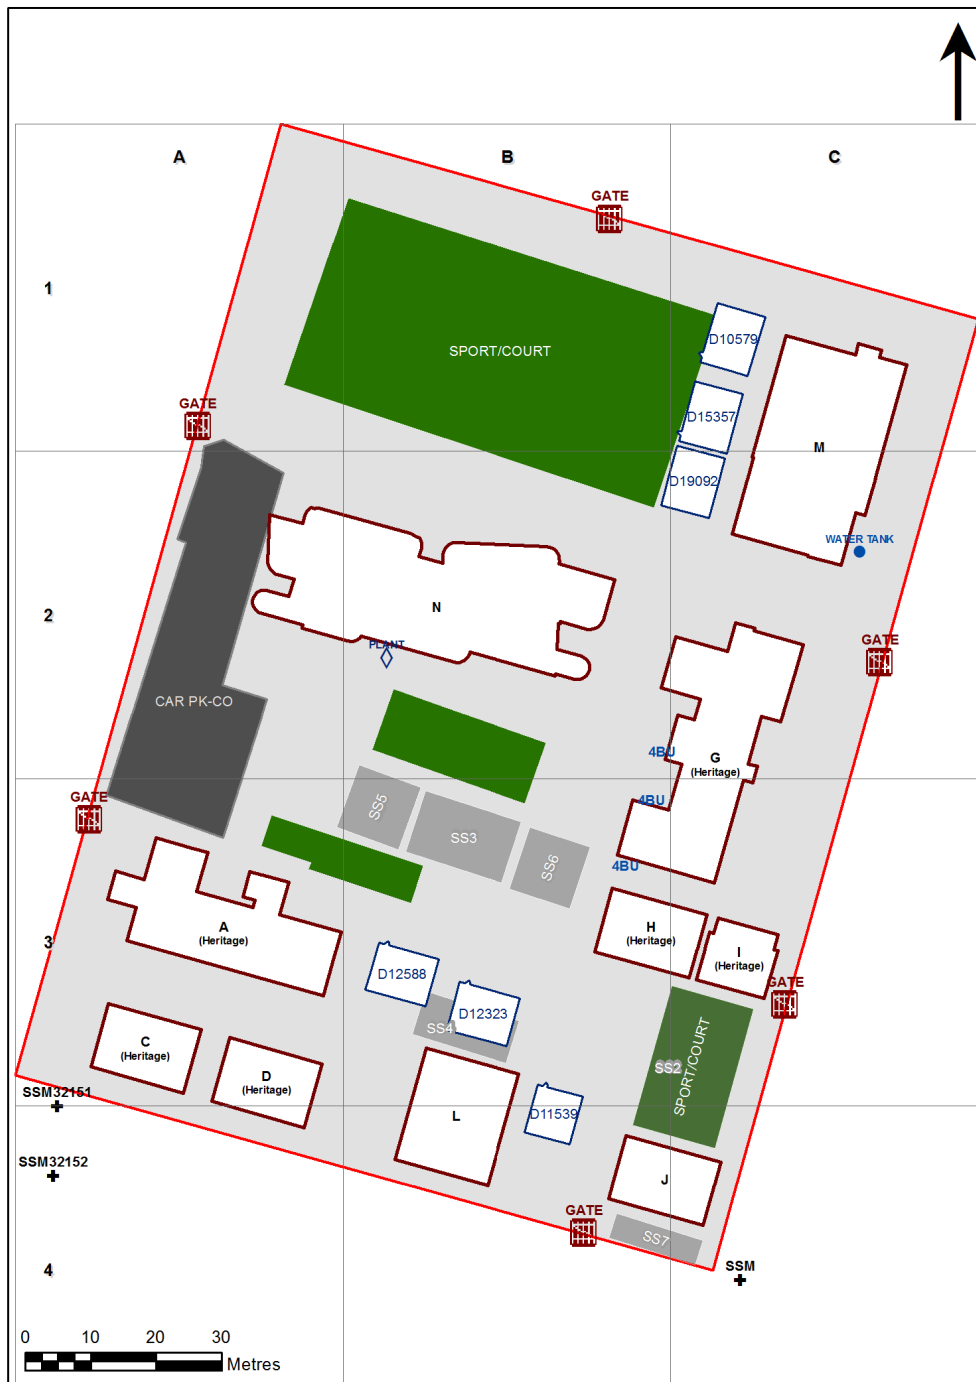 A
B
C
GATE
1
D10579
SPORT/COURT
GATE
D15357
M
D19092
WATER TANK
N
2
PLANT
GATE
CAR PK-CO
4BU
G
(Heritage)
GATE
4BU
SS5
SS3
SS6
4BU
A
(Heritage)
H
(Heritage)
3
I
(Heritage)
D12588
GATE
D12323
SS4
C
(Heritage)
SPORT/COURT
SS2
D
(Heritage)
SSM32151
L
D11539
SSM32152
J
GATE
SS7
4
SSM
0 10 20 30
Metres